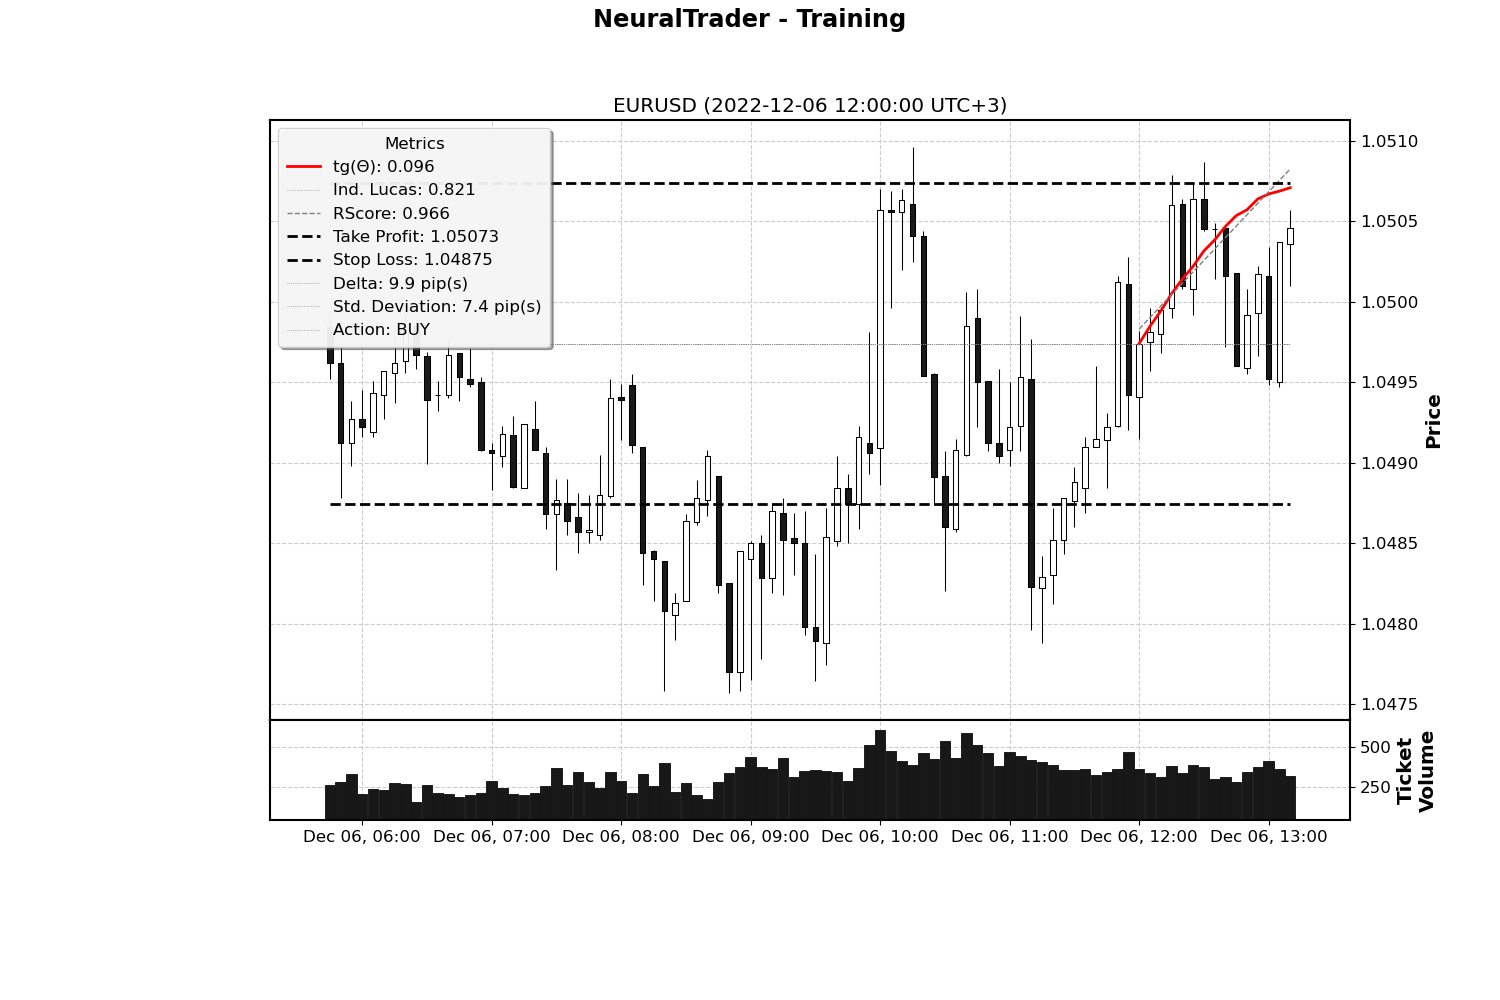 NeuralTrader - Training
EURUSD (2022-12-06 12:00:00 UTC+3)
Metrics
tg(Θ): 0.096
Ind. Lucas: 0.821
RScore: 0.966
Take Profit: 1.05073
Stop Loss: 1.04875
Delta: 9.9 pip(s)
Std. Deviation: 7.4 pip(s)
Action: BUY
1.0510
1.0505
1.0500
1.0495
1.0490
1.0485
1.0480
1.0475
Price
500
250
Ticket
Volume
Dec 06, 06:00
Dec 06, 07:00
Dec 06, 08:00
Dec 06, 09:00
Dec 06, 10:00
Dec 06, 11:00
Dec 06, 12:00
Dec 06, 13:00